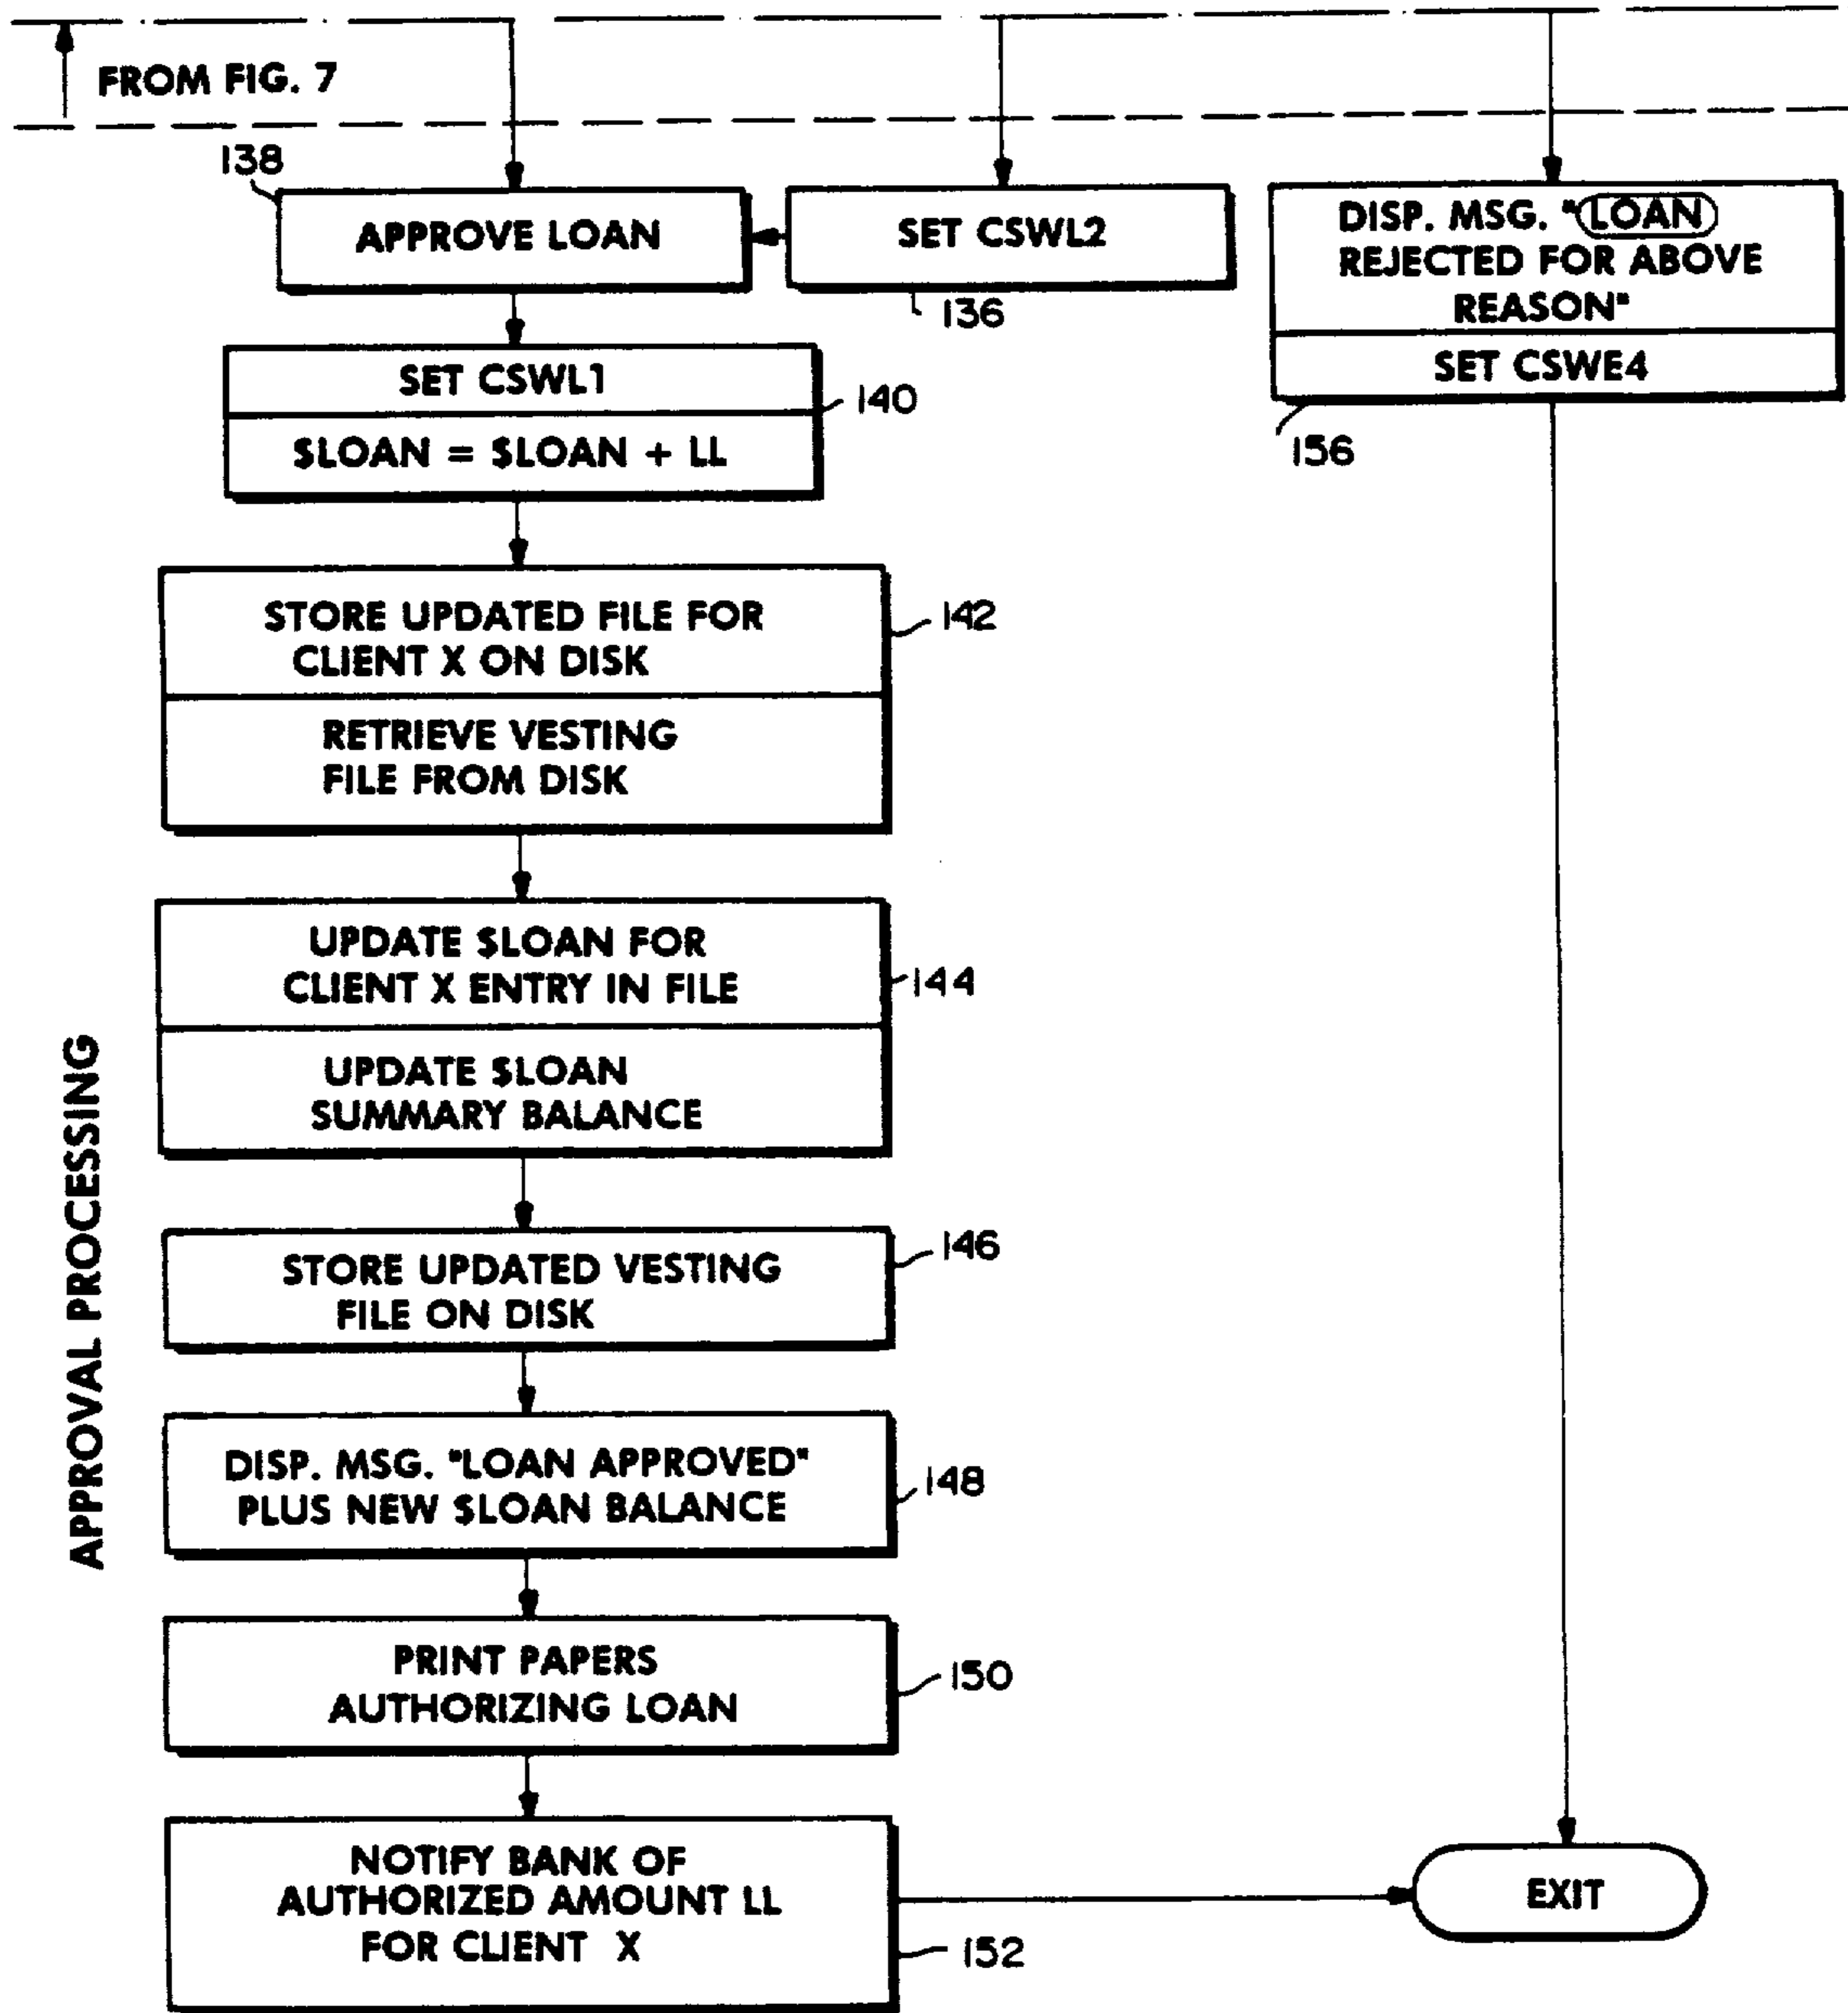 FROM FIG. 7
138
APPROVE LOAN
SET CSWL2
136
DISP. MSG. "LOAN
REJECTED FOR ABOVE
REASON"
SET CSWE4
156
SET CSWL1
$LOAN = $LOAN + LL
140
STORE UPDATED FILE FOR
CLIENT X ON DISK
142
RETRIEVE VESTING
FILE FROM DISK
UPDATE $LOAN FOR
CLIENT X ENTRY IN FILE
144
UPDATE $LOAN
SUMMARY BALANCE
APPROVAL PROCESSING
STORE UPDATED VESTING
FILE ON DISK
146
DISP. MSG. "LOAN APPROVED"
PLUS NEW $LOAN BALANCE
148
PRINT PAPERS
AUTHORIZING LOAN
150
NOTIFY BANK OF
AUTHORIZED AMOUNT LL
FOR CLIENT X
152
EXIT